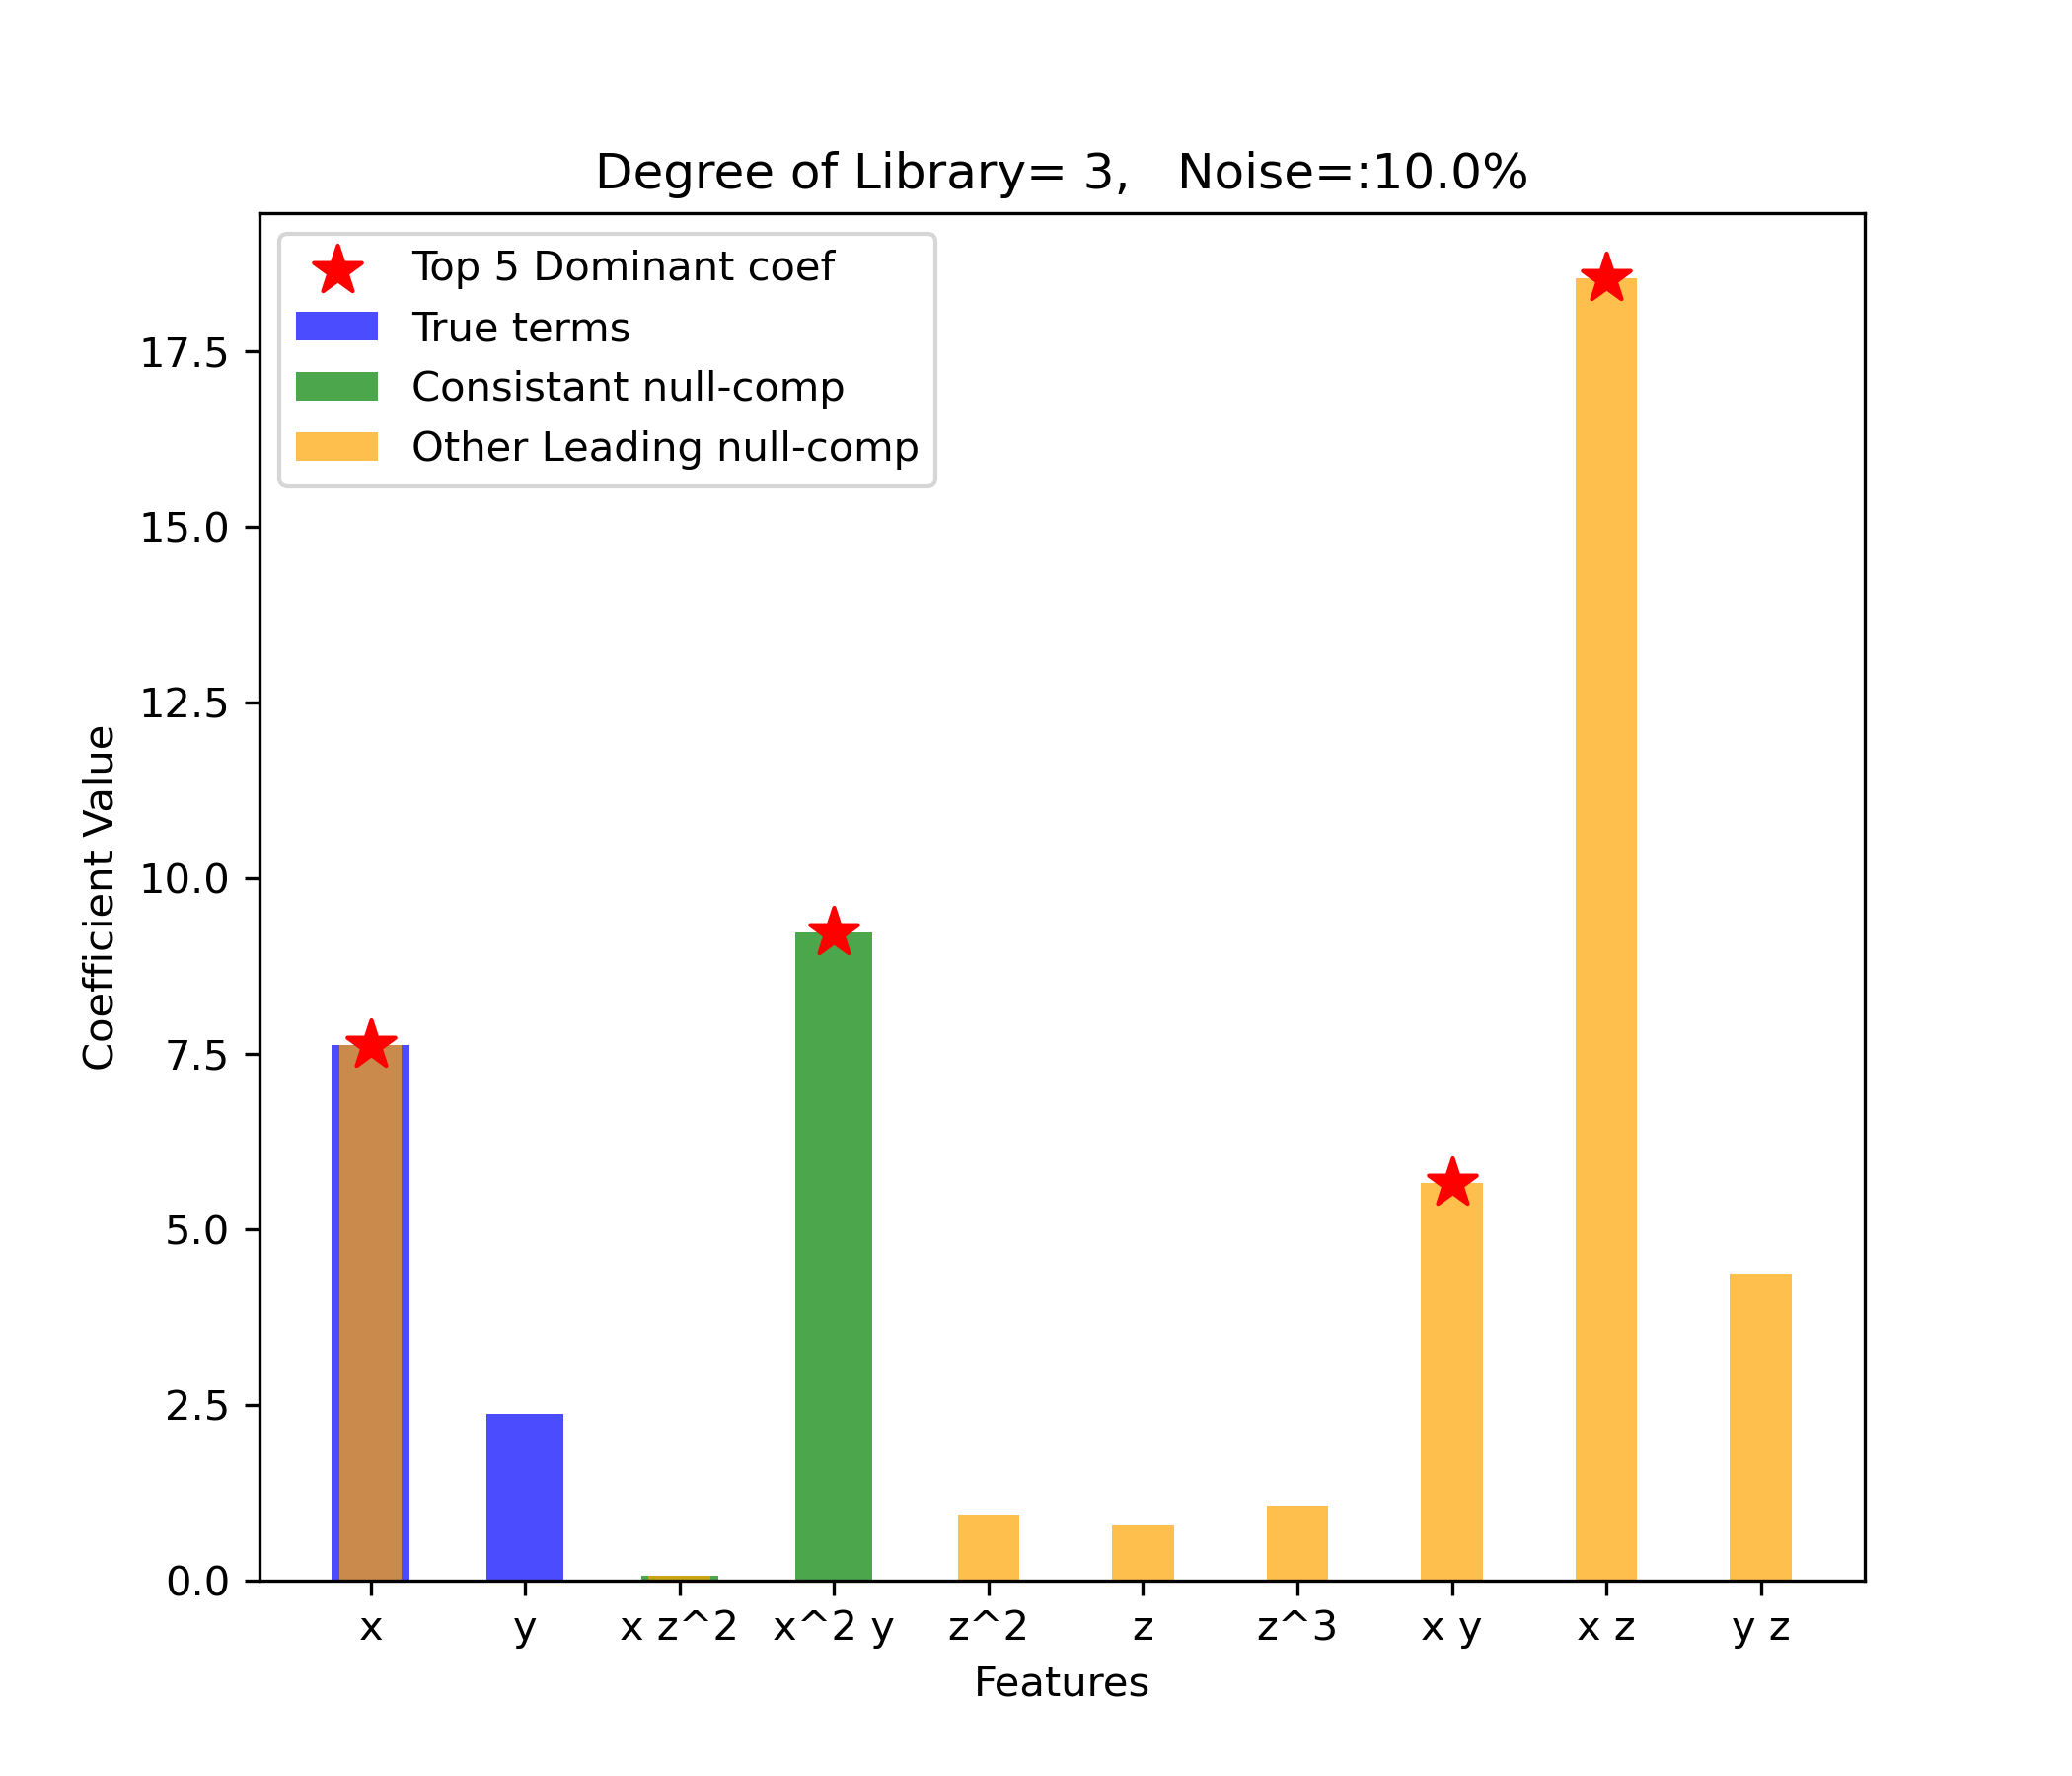 Degree of Library= 3,   Noise=:10.0%
Top 5 Dominant coef
True terms
Consistant null-comp
Other Leading null-comp
Coefficient Value
17.5
15.0
12.5
10.0
7.5
5.0
2.5
0.0
x y x z^2 x^2 y z^2 z z^3 x y x z y z
Features